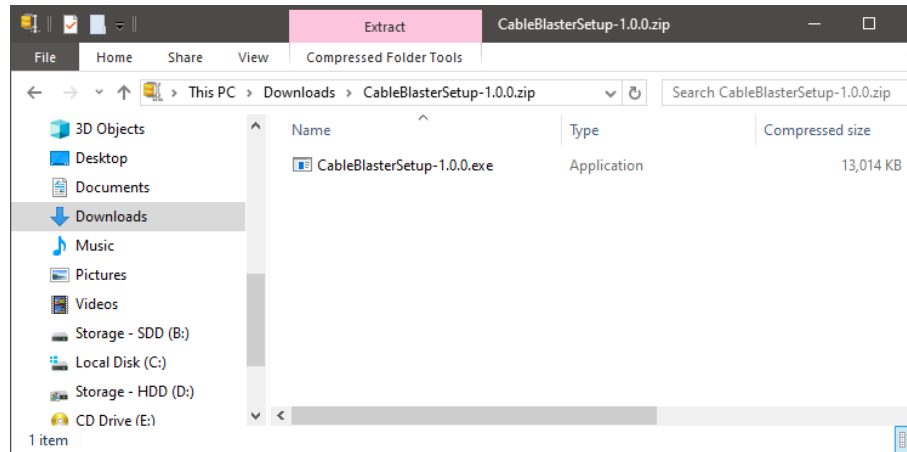 Extract CableBlasterSetup-1.0.0.zip
File Home Share View Compressed Folder Tools
This PC Downloads CableBlasterSetup-1.0.0.zip Search CableBlasterSetup-1.0.0.zip
3D Objects
Desktop
Documents
Downloads
Music
Pictures
Videos
Storage - SDD (B:)
Local Disk (C:)
Storage - HDD (D:)
CD Drive (E:)
Name Type Compressed size
CableBlasterSetup-1.0.0.exe Application 13,014 KB
1 item